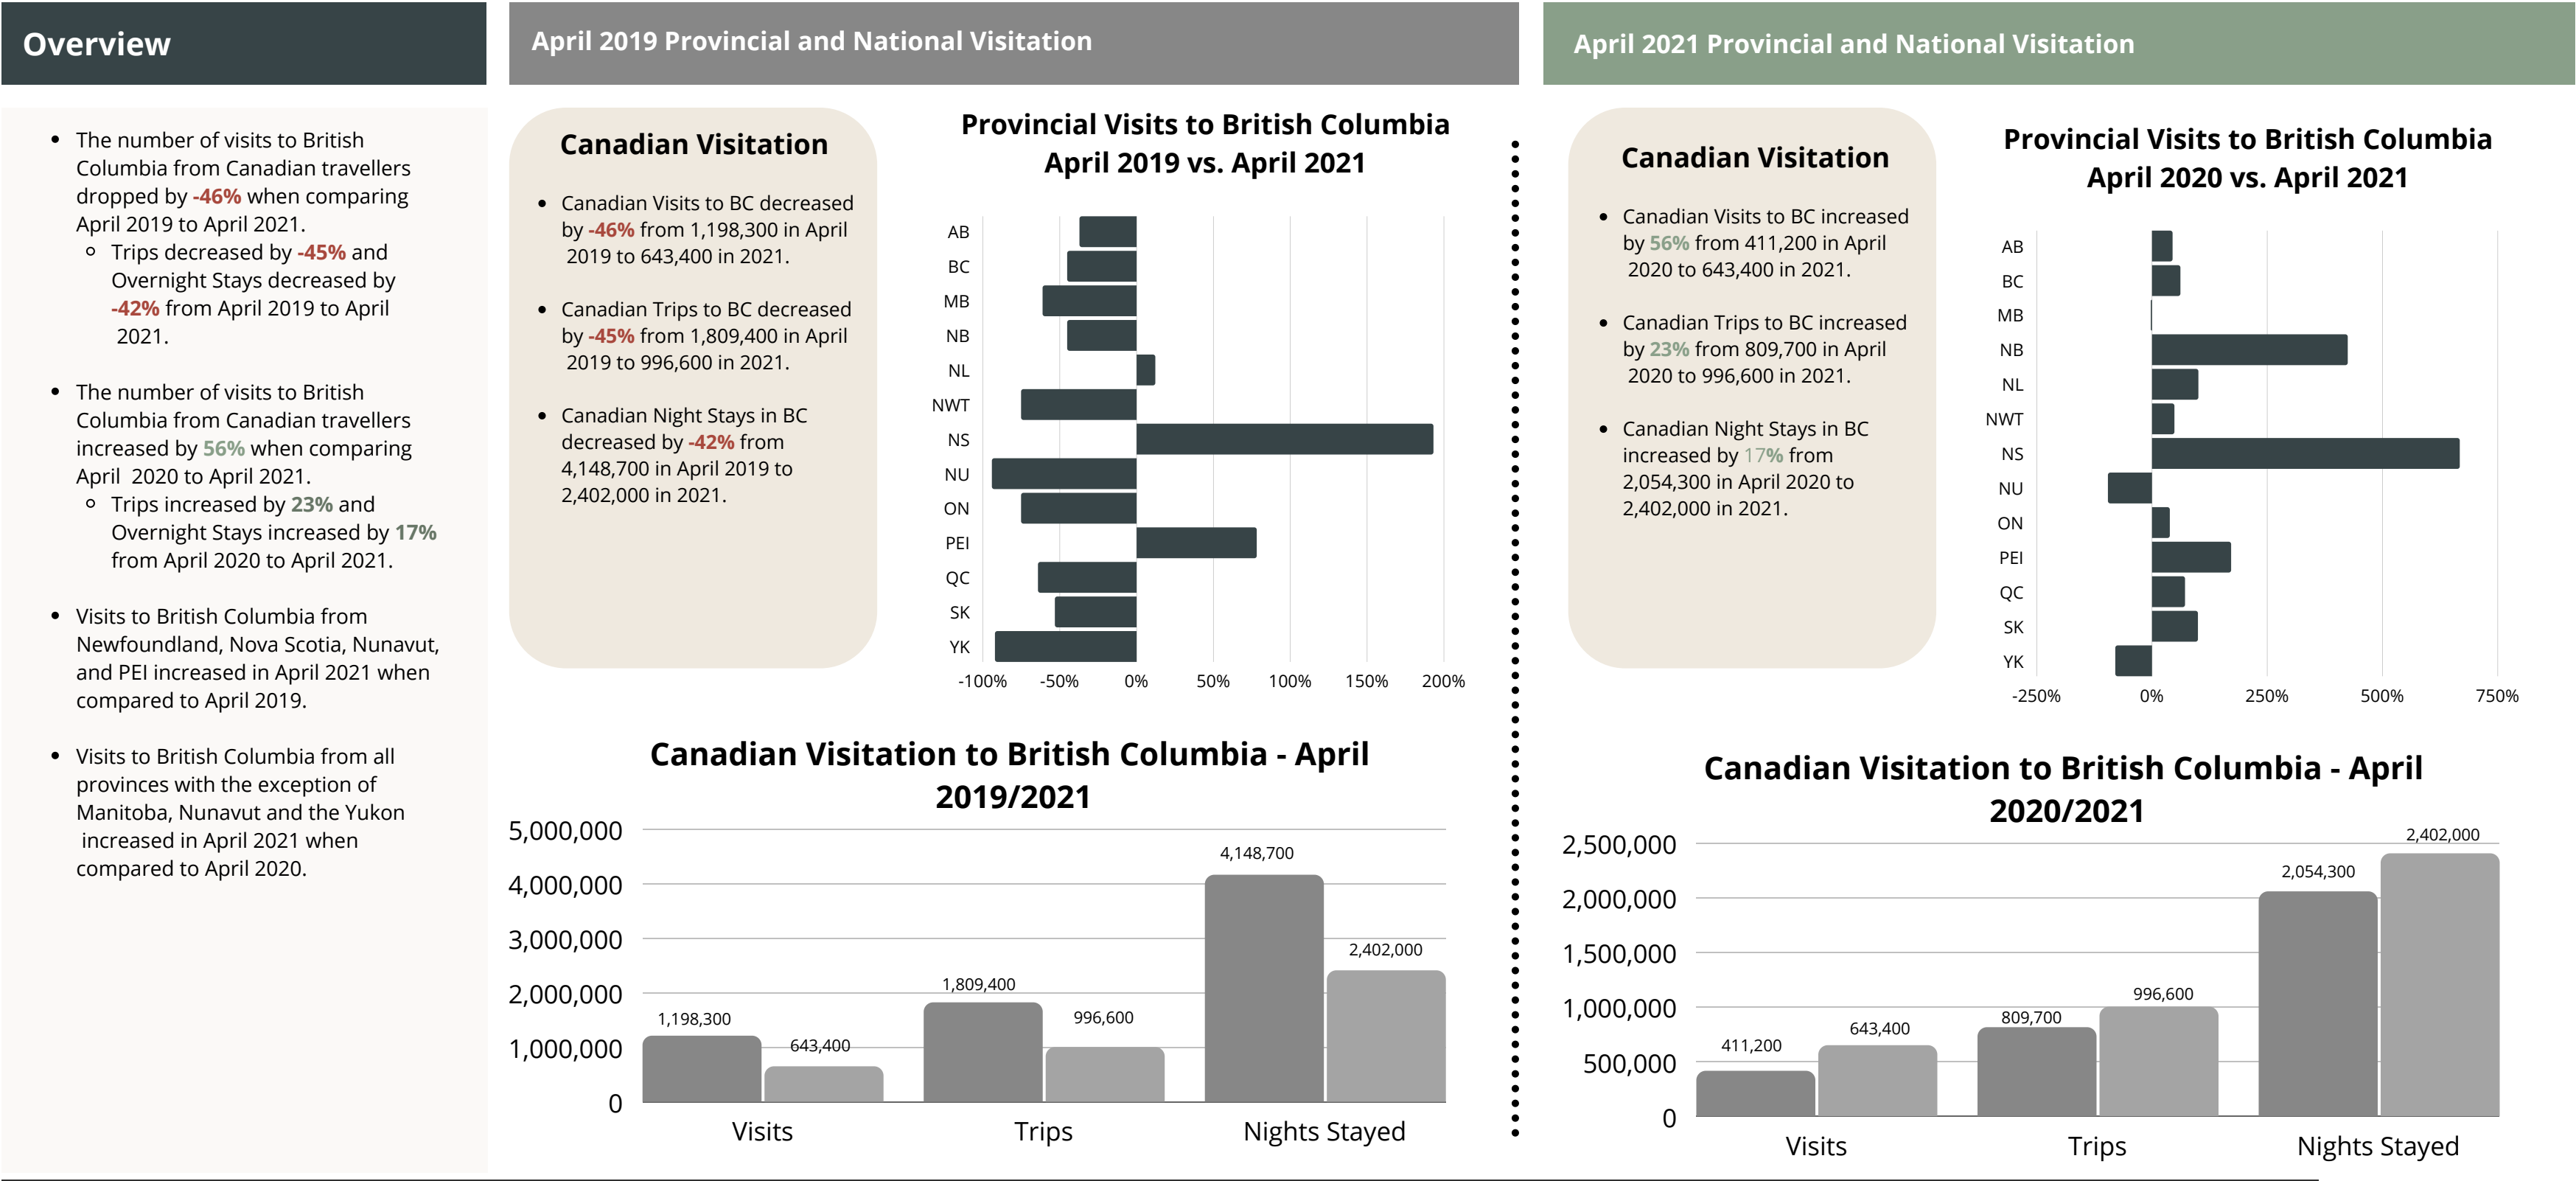 Overview
The number of visits to British
Columbia from Canadian travellers
dropped by -46% when comparing
April 2019 to April 2021.
Trips decreased by -45% and
Overnight Stays decreased by
-42% from April 2019 to April
2021.
The number of visits to British
Columbia from Canadian travellers
increased by 56% when comparing
April 2020 to April 2021.
Trips increased by 23% and
Overnight Stays increased by 17%
from April 2020 to April 2021.
Visits to British Columbia from
Newfoundland, Nova Scotia, Nunavut,
and PEI increased in April 2021 when
compared to April 2019.
Visits to British Columbia from all
provinces with the exception of
Manitoba, Nunavut and the Yukon
increased in April 2021 when
compared to April 2020.
April 2019 Provincial and National Visitation
Canadian Visitation
Canadian Visits to BC decreased
by -46% from 1,198,300 in April
2019 to 643,400 in 2021.
Canadian Trips to BC decreased
by -45% from 1,809,400 in April
2019 to 996,600 in 2021.
Canadian Night Stays in BC
decreased by -42% from
4,148,700 in April 2019 to
2,402,000 in 2021.
Provincial Visits to British Columbia
April 2019 vs. April 2021
AB
BC
MB
NB
NL
NWT
NS
NU
ON
PEI
QC
SK
YK
-100% -50% 0% 50% 100% 150% 200%
Canadian Visitation to British Columbia - April
2019/2021
5,000,000
4,000,000
3,000,000
2,000,000
1,000,000
0
1,198,300
643,400
1,809,400
996,600
4,148,700
2,402,000
Visits Trips Nights Stayed
April 2021 Provincial and National Visitation
Canadian Visitation
Canadian Visits to BC increased
by 56% from 411,200 in April
2020 to 643,400 in 2021.
Canadian Trips to BC increased
by 23% from 809,700 in April
2020 to 996,600 in 2021.
Canadian Night Stays in BC
increased by 17% from
2,054,300 in April 2020 to
2,402,000 in 2021.
Provincial Visits to British Columbia
April 2020 vs. April 2021
AB
BC
MB
NB
NL
NWT
NS
NU
ON
PEI
QC
SK
YK
-250% 0% 250% 500% 750%
Canadian Visitation to British Columbia - April
2020/2021
2,500,000
2,000,000
1,500,000
1,000,000
500,000
0
411,200
643,400
809,700
996,600
2,054,300
2,402,000
Visits Trips Nights Stayed